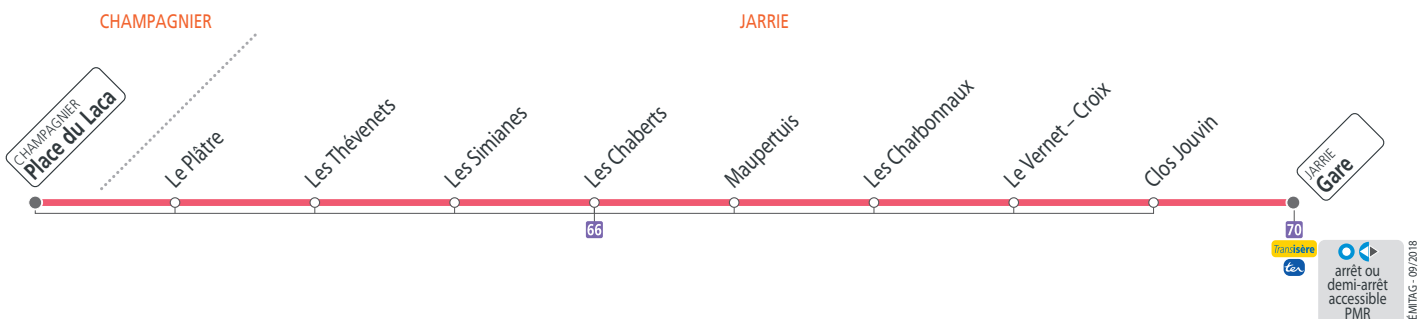 CHAMPAGNIER
JARRIE
CHAMPAGNIER
Place du Laca
Le Plâtre
Les Thévenets
Les Simianes
Les Chaberts
Maupertuis
Les Charbonnaux
Le Vernet – Croix
Clos Jouvin
JARRIE
Gare
66
70
Transisère
ter
arrêt ou
demi-arrêt
accessible
PMR
ÉMITAG - 09/2018